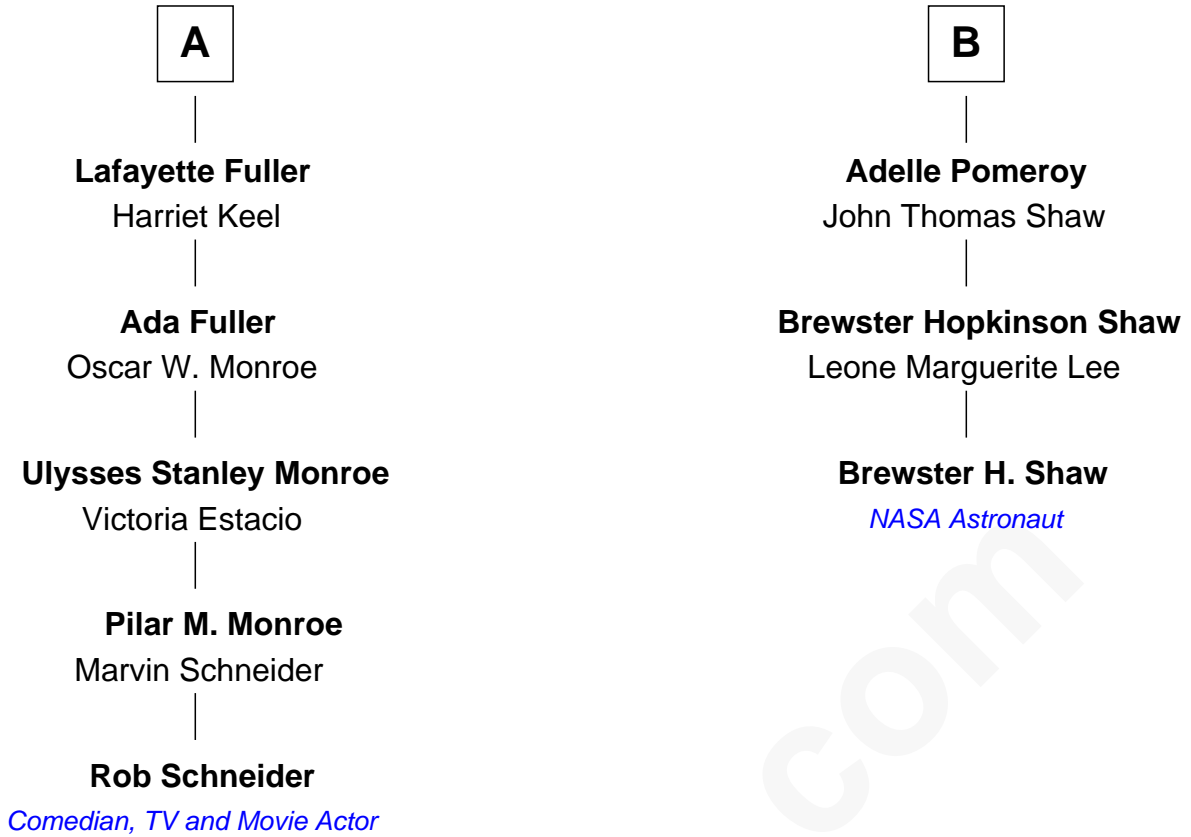 A
Lafayette Fuller
Harriet Keel
Ada Fuller
Oscar W. Monroe
Ulysses Stanley Monroe
Victoria Estacio
Pilar M. Monroe
Marvin Schneider
Rob Schneider
Comedian, TV and Movie Actor
B
Adelle Pomeroy
John Thomas Shaw
Brewster Hopkinson Shaw
Leone Marguerite Lee
Brewster H. Shaw
NASA Astronaut
com